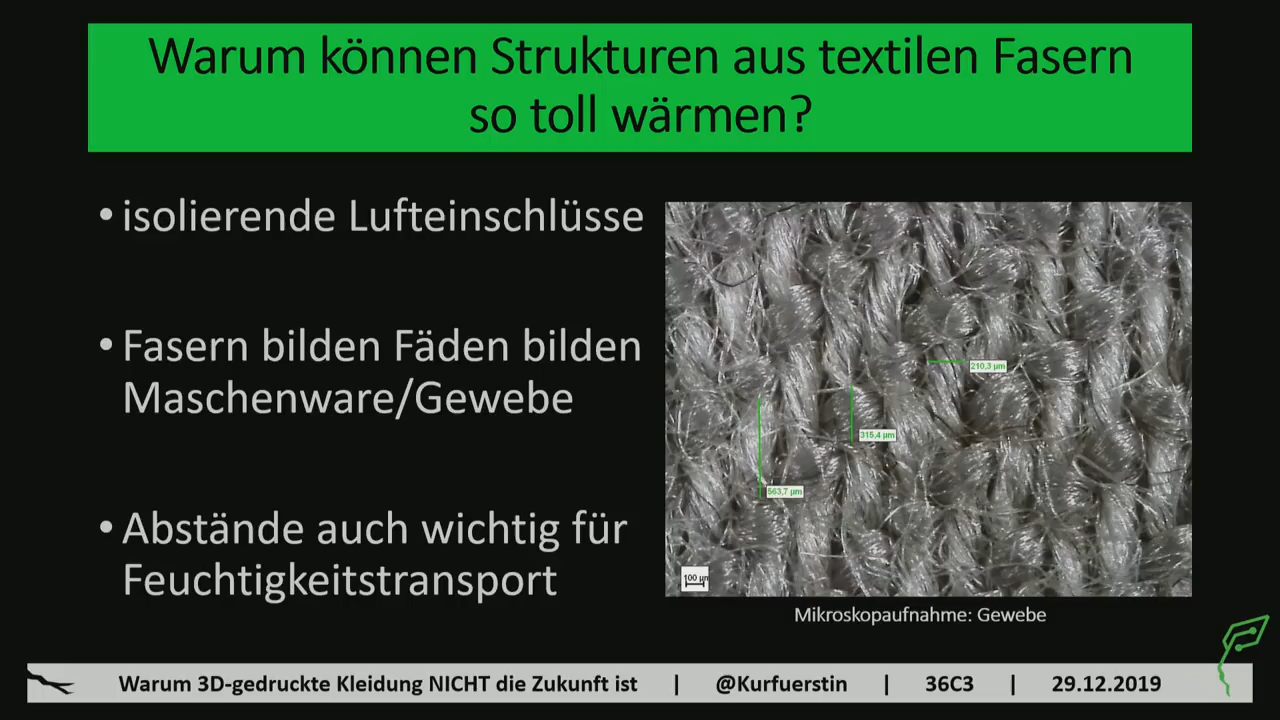 Warum können Strukturen aus textilen Fasern
so toll wärmen?
• isolierende Lufteinschlüsse
• Fasern bilden Fäden bilden
Maschenware/Gewebe
• Abstände auch wichtig für
Feuchtigkeitstransport
210,3 µm
315,4 µm
563,7 µm
100 µm
Mikroskopaufnahme: Gewebe
Warum 3D-gedruckte Kleidung NICHT die Zukunft ist | @Kurfuerstin | 36C3 | 29.12.2019